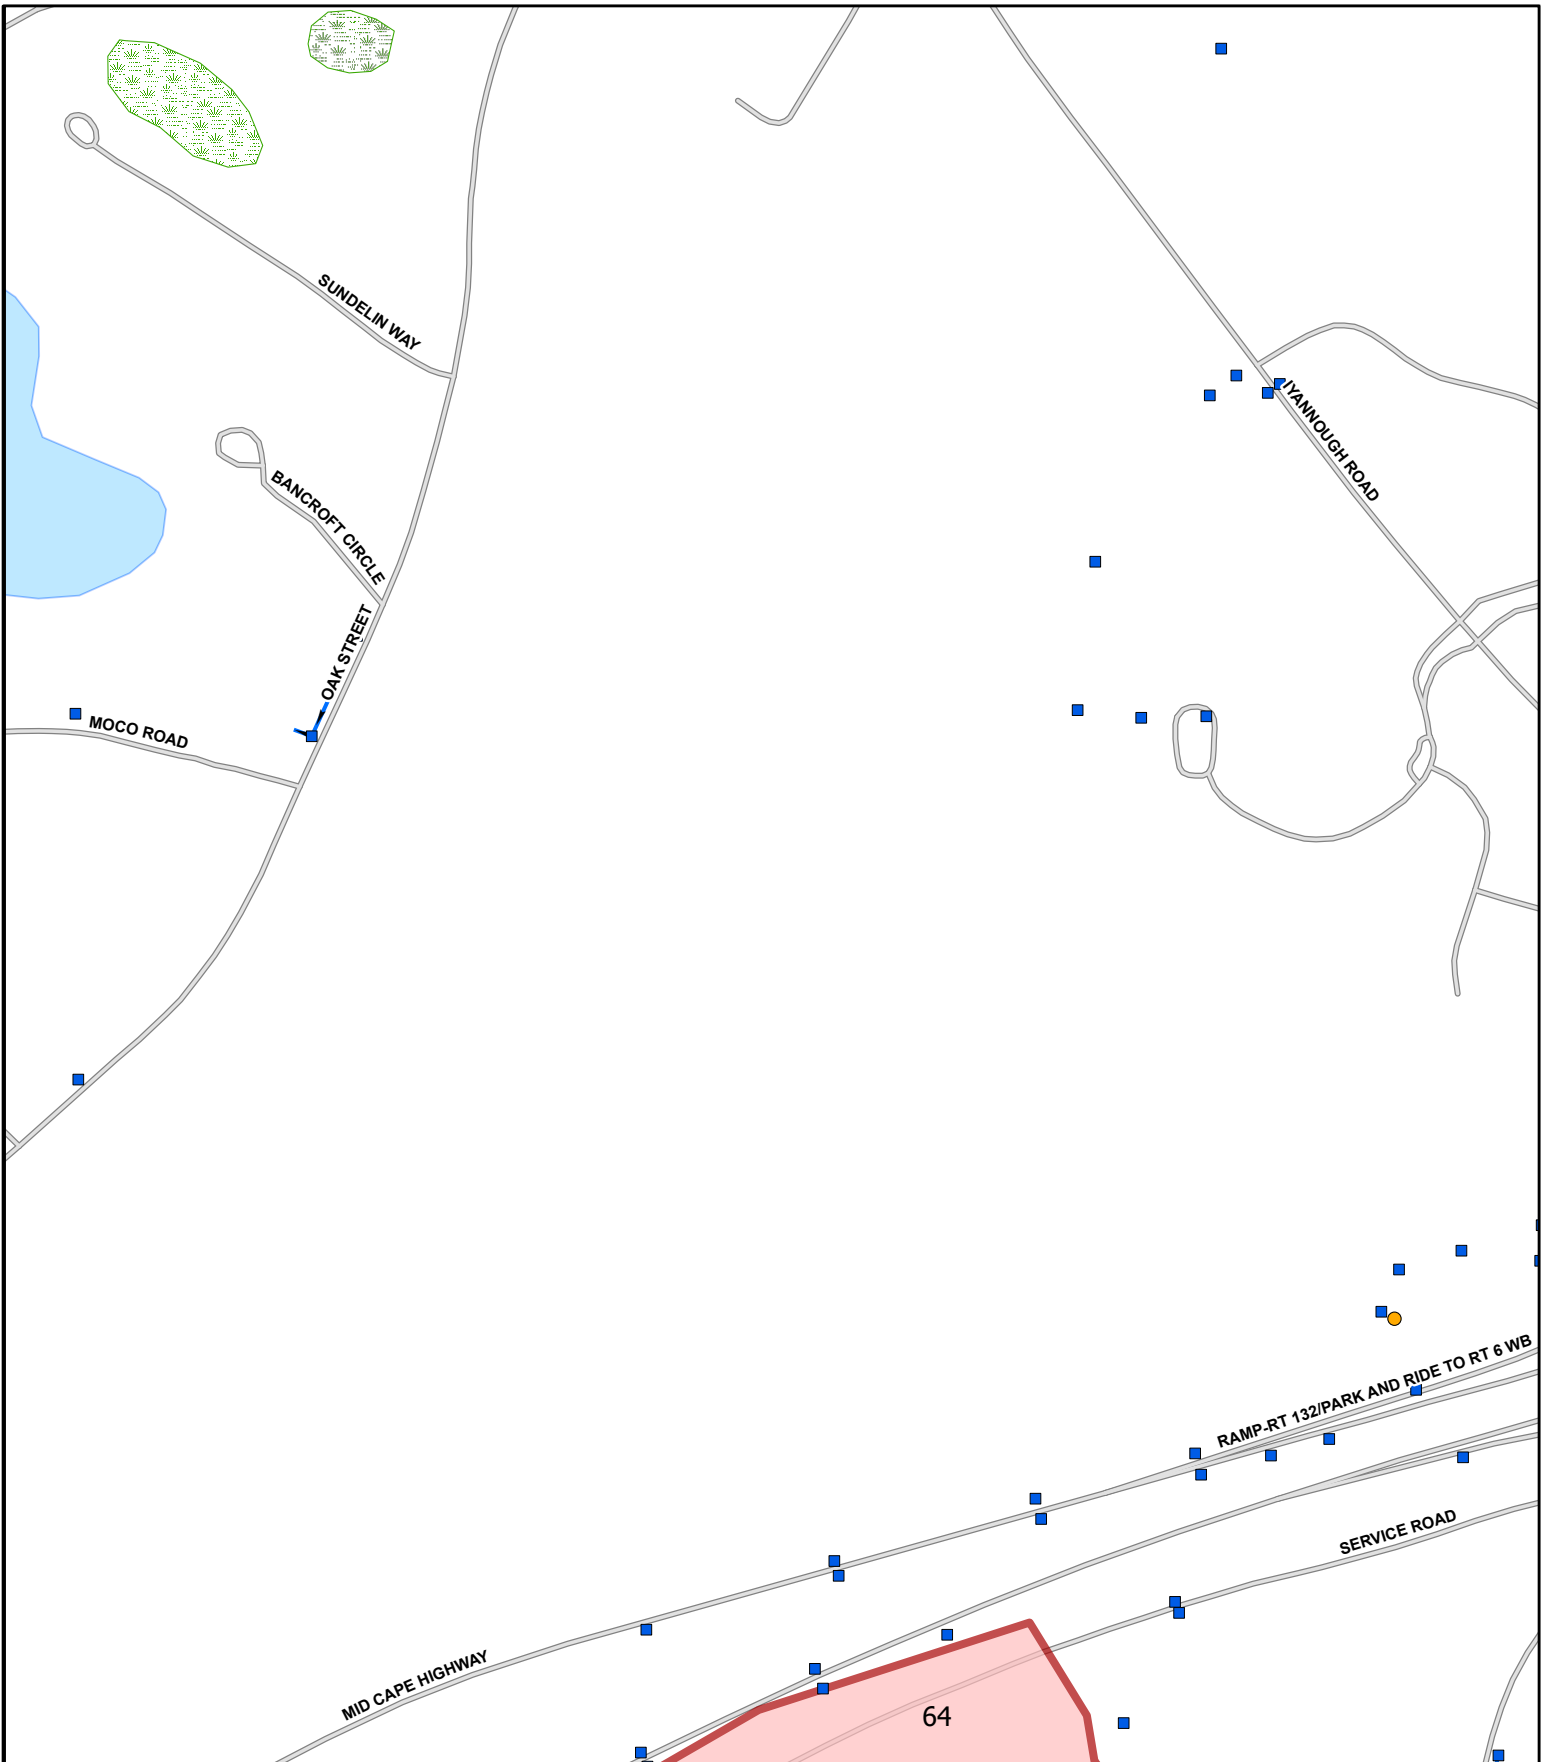 SUNDELIN WAY
IYANNOUGH ROAD
BANCROFT CIRCLE
OAK STREET
MOCO ROAD
RAMP-RT 132/PARK AND RIDE TO RT 6 WB
SERVICE ROAD
MID CAPE HIGHWAY
64